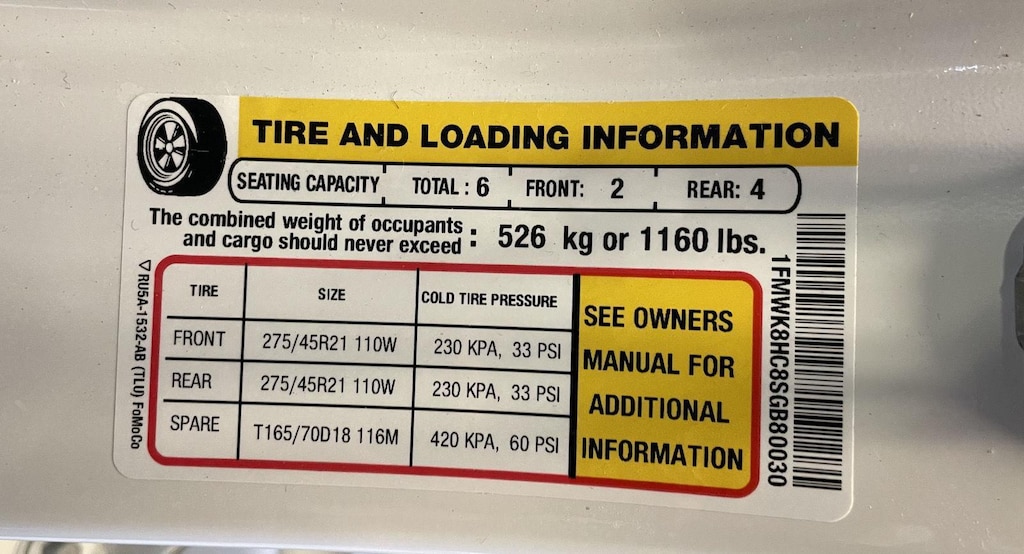 TIRE AND LOADING INFORMATION
SEATING CAPACITY TOTAL : 6 FRONT: 2 REAR: 4
The combined weight of occupants
and cargo should never exceed : 526 kg or 1160 lbs.
TIRE SIZE COLD TIRE PRESSURE
FRONT 275/45R21 110W 230 KPA, 33 PSI
REAR 275/45R21 110W 230 KPA, 33 PSI
SPARE T165/70D18 116M 420 KPA, 60 PSI
SEE OWNERS
MANUAL FOR
ADDITIONAL
INFORMATION
1FMWK8HC8SGB80030
▽ RU5A-1532-AB (TLU) FoMoCo